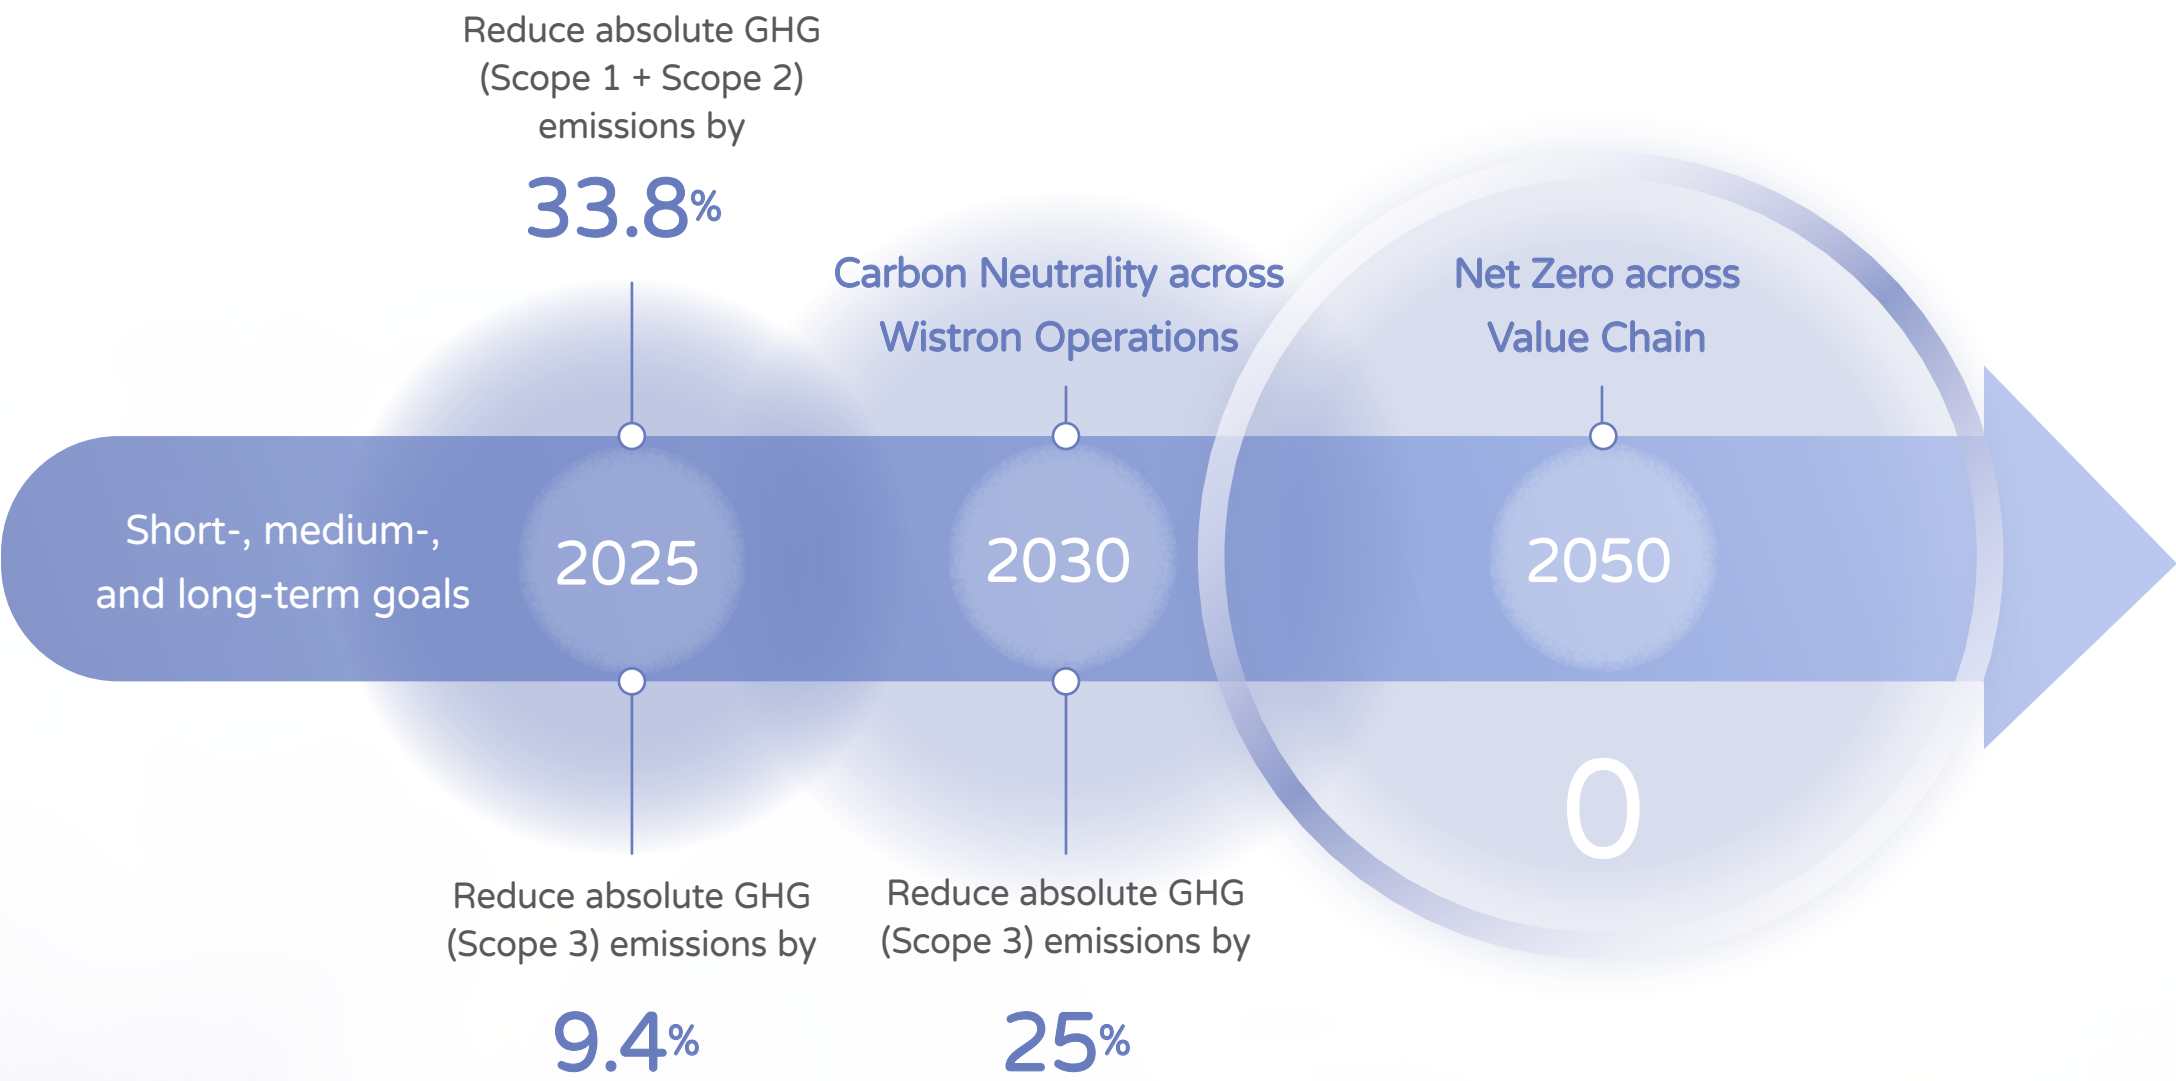 Reduce absolute GHG
(Scope 1 + Scope 2)
emissions by
33.8%
Carbon Neutrality across
Wistron Operations
Net Zero across
Value Chain
Short-, medium-,
and long-term goals
2025
2030
2050
0
Reduce absolute GHG
(Scope 3) emissions by
9.4%
Reduce absolute GHG
(Scope 3) emissions by
25%